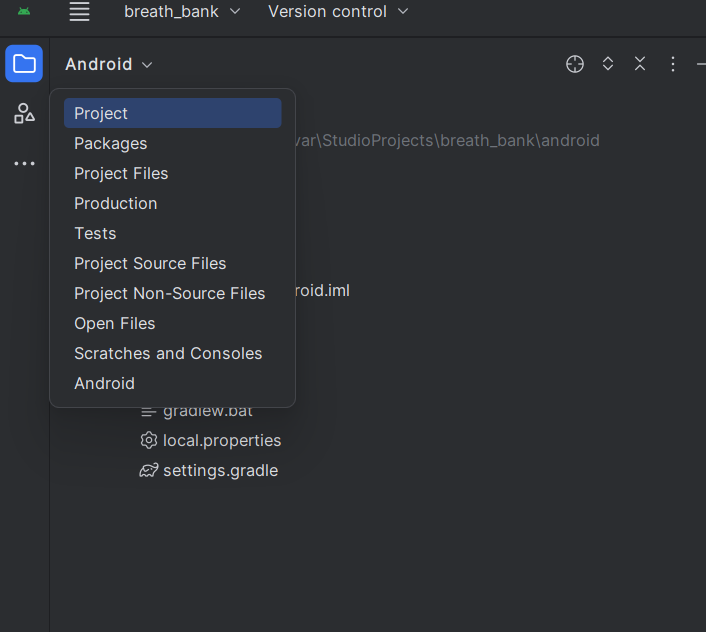 breath_bank Version control
Android
Project
Packages
var\StudioProjects\breath_bank\android
Project Files
Production
Tests
Project Source Files
Project Non-Source Files
roid.iml
Open Files
Scratches and Consoles
Android
gradlew.bat
local.properties
settings.gradle